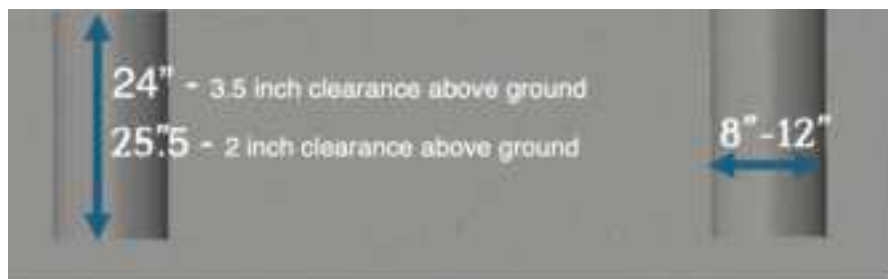 24” - 3.5 inch clearance above ground
25”.5 - 2 inch clearance above ground
8”-12”